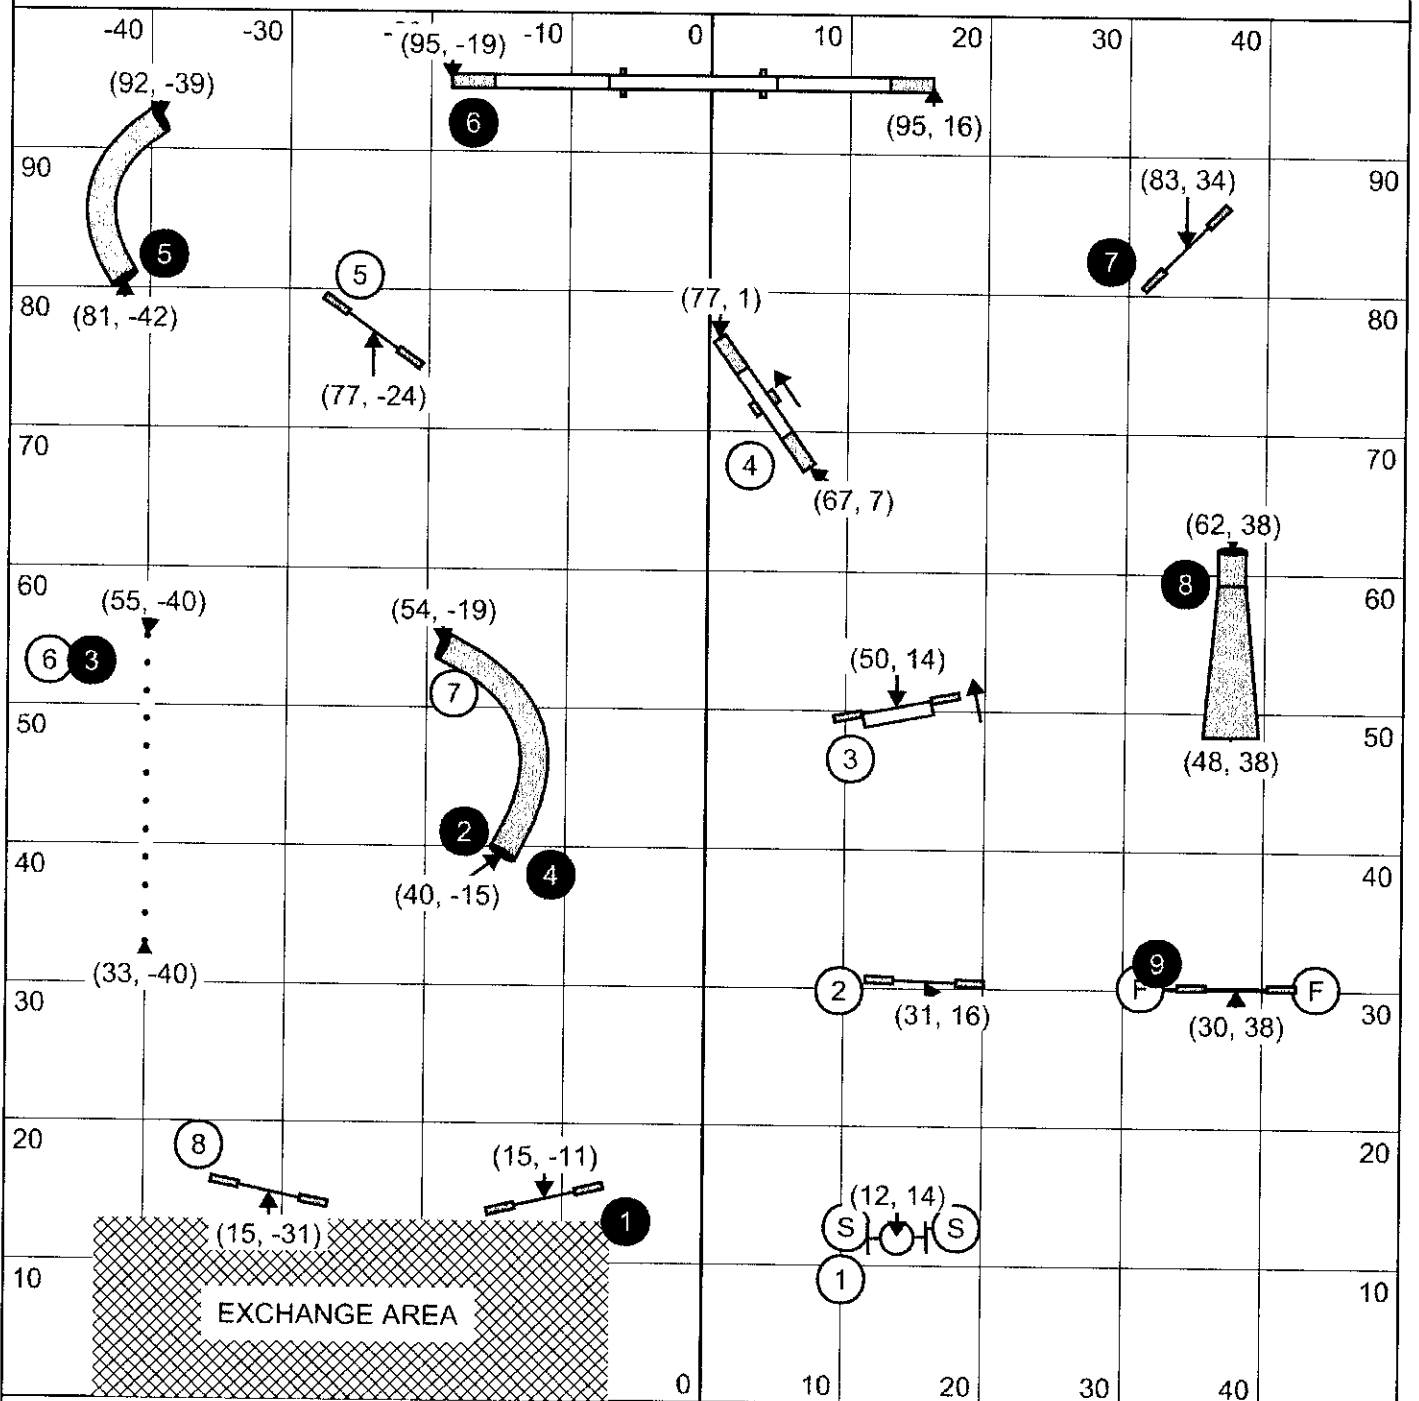 -40 -30 -10 0 10 20 30 40
(95, -19)
(92, -39)
6
(95, 16)
90 90
(83, 34)
5 7
5
80 (77, 1) 80
(81, -42)
(77, -24)
70 4 70
(67, 7)
(62, 38)
60 8 60
(55, -40) (54, -19)
6 3 (50, 14)
7
50 50
3 (48, 38)
2
40 4 40
(40, -15)
(33, -40) 9
30 2 F F 30
(31, 16) (30, 38)
20 8 20
(15, -11)
(12, 14)
(15, -31) 1 S S
10 1 10
EXCHANGE AREA
0 10 20 30 40